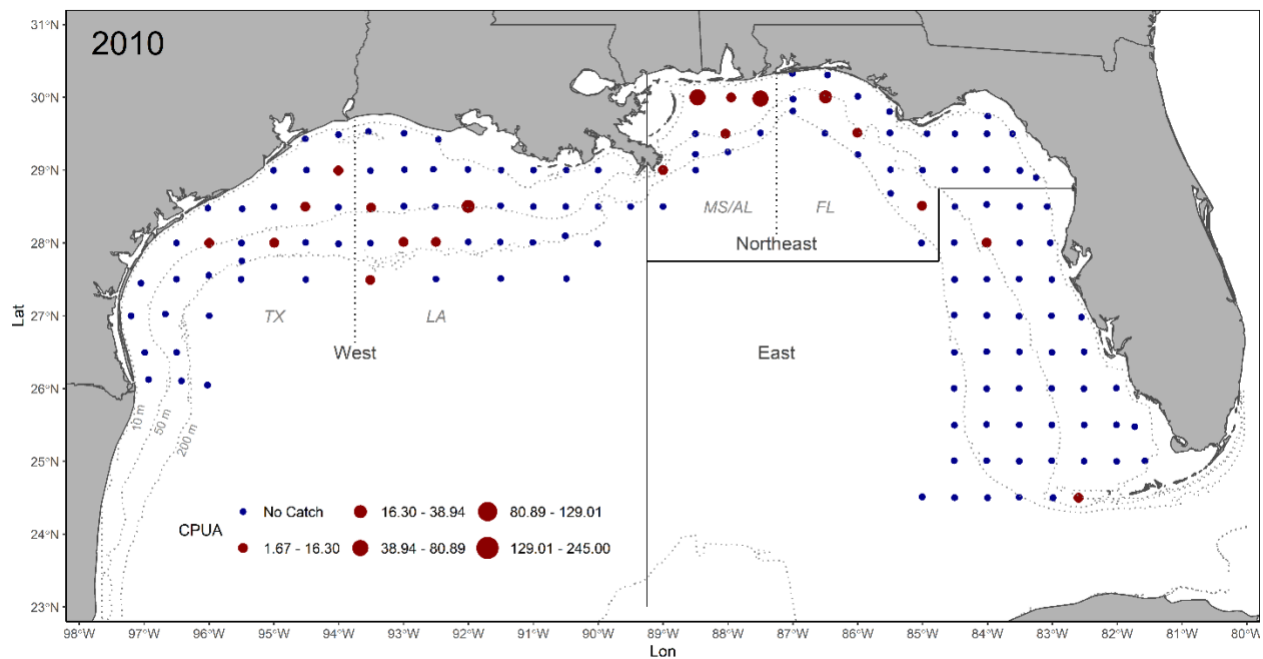 2010
31°N
30°N
29°N
28°N
27°N
26°N
25°N
24°N
23°N
Lat
MS/AL
FL
Northeast
TX
LA
West
East
10 m
50 m
200 m
CPUA
No Catch
16.30 - 38.94
80.89 - 129.01
1.67 - 16.30
38.94 - 80.89
129.01 - 245.00
98°W 97°W 96°W 95°W 94°W 93°W 92°W 91°W 90°W 89°W 88°W 87°W 86°W 85°W 84°W 83°W 82°W 81°W 80°W
Lon